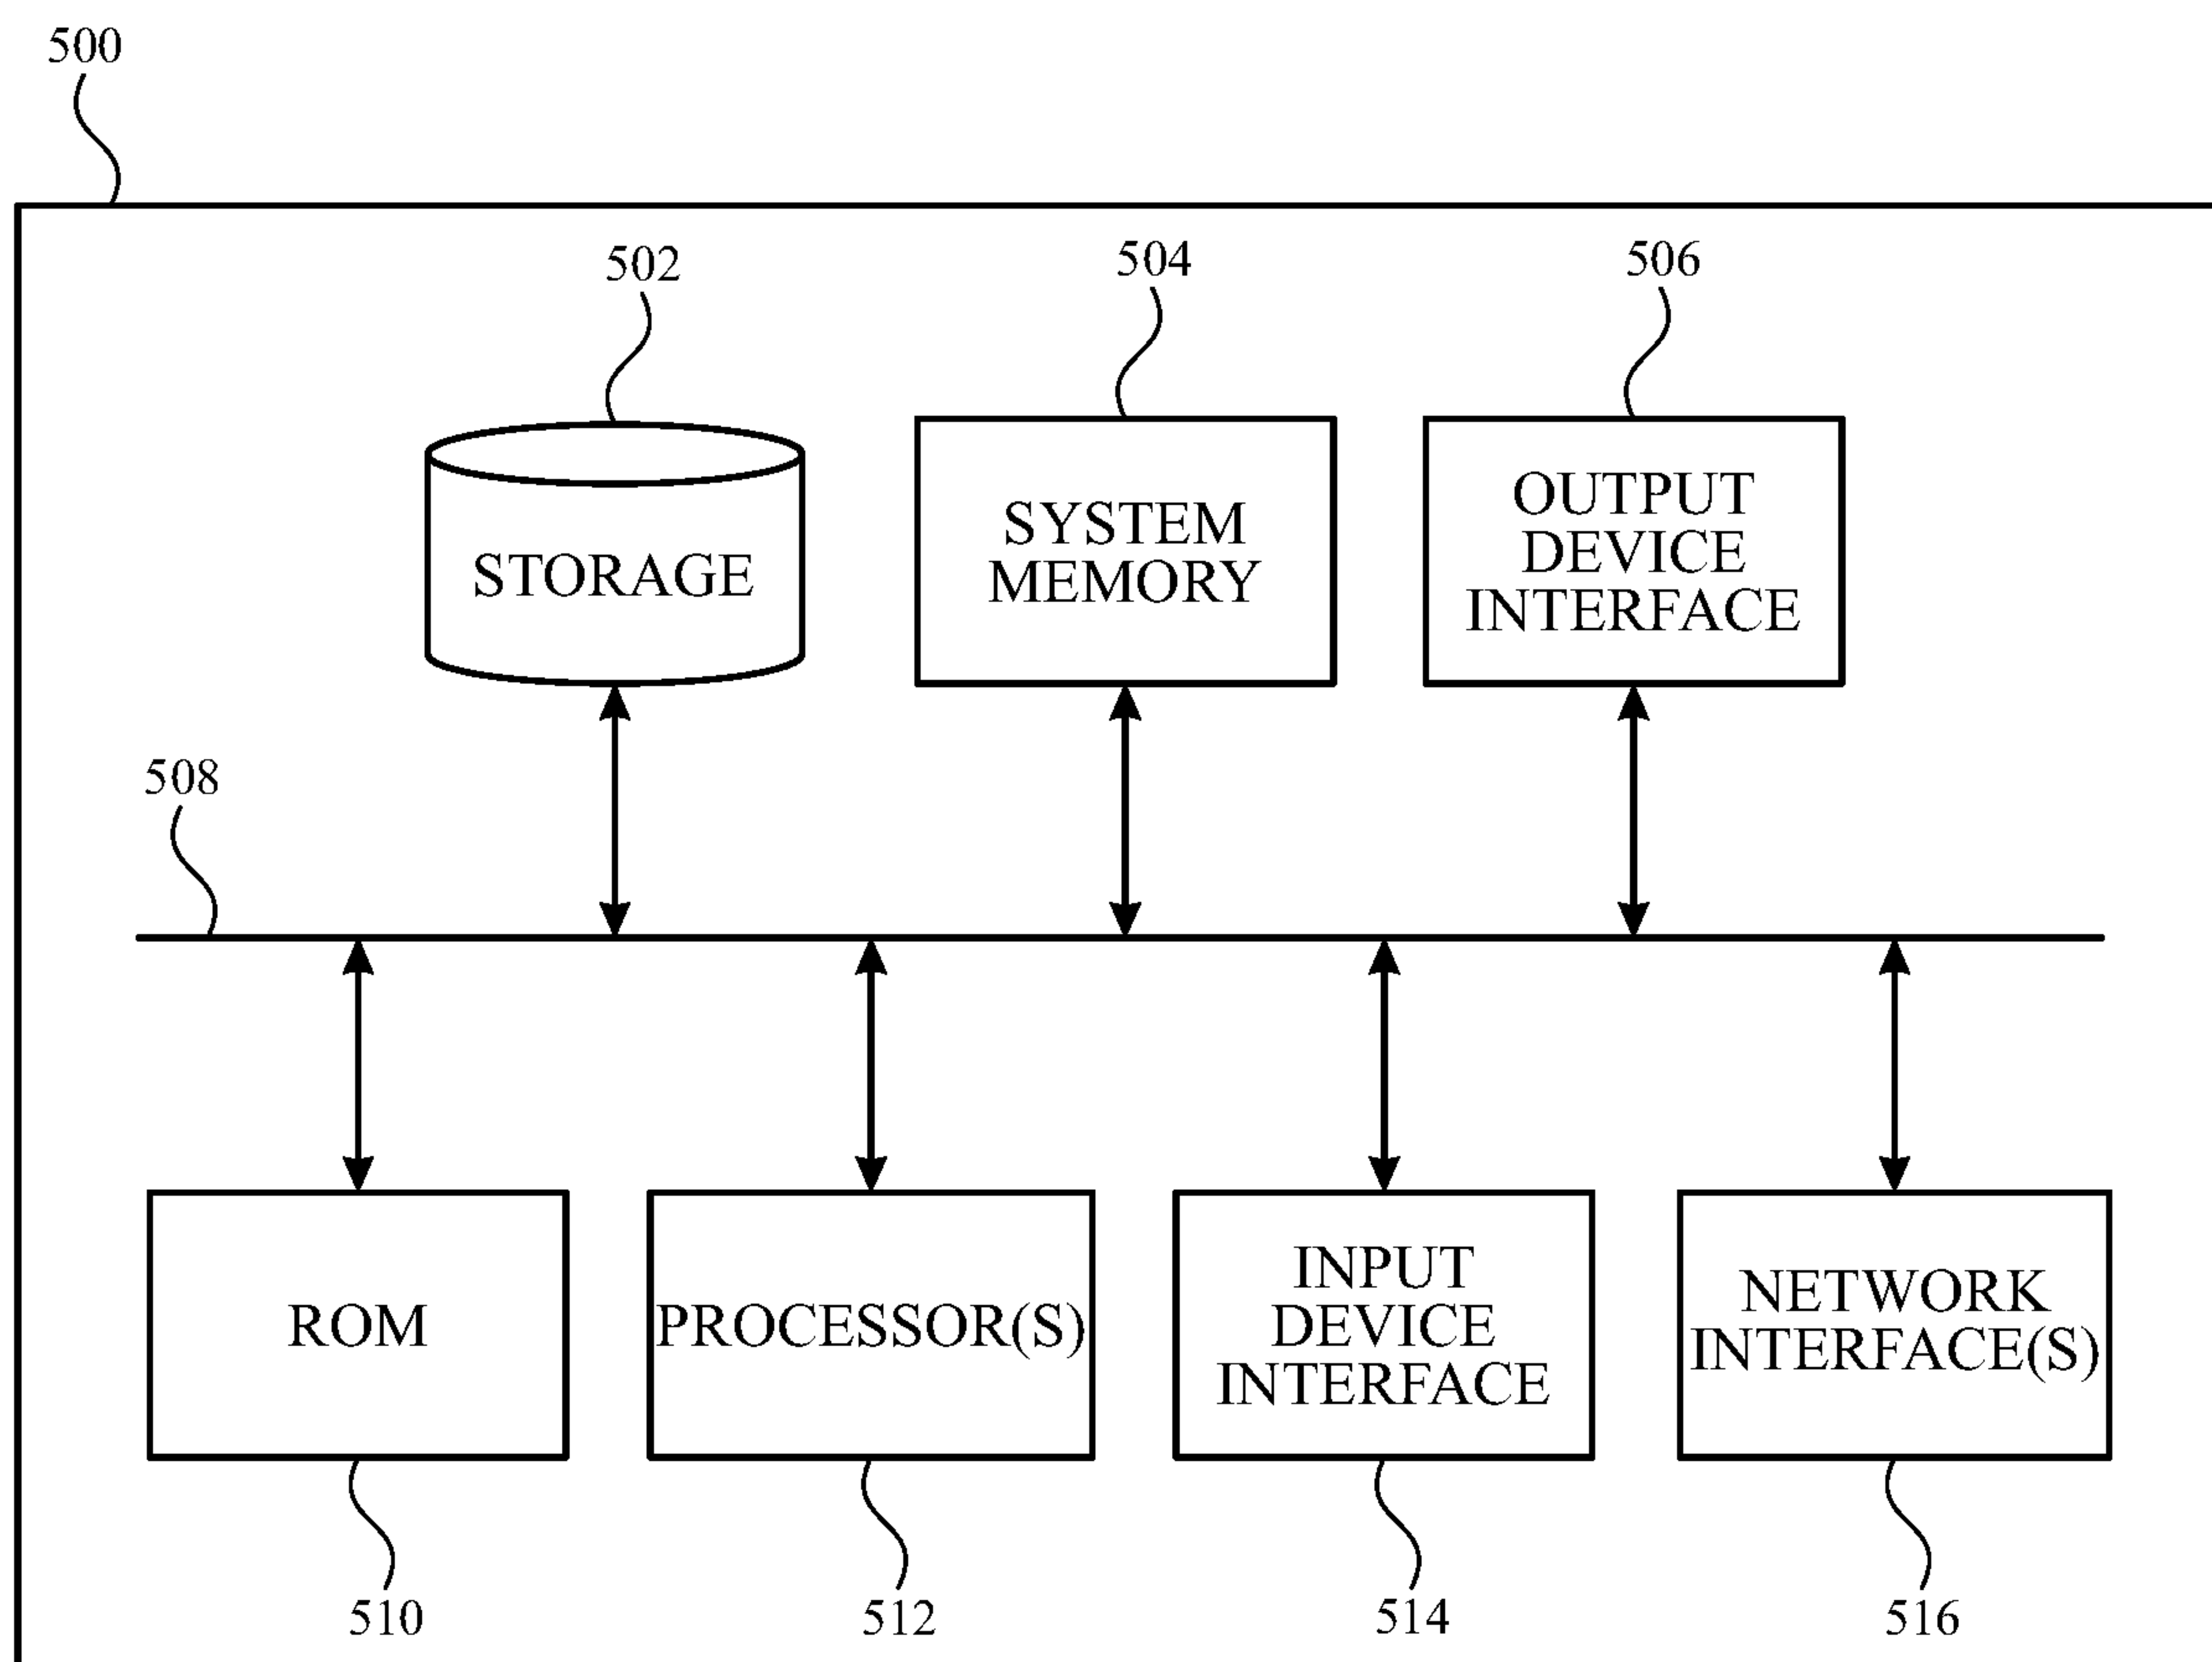 500
502
504
506
STORAGE
SYSTEM
MEMORY
OUTPUT
DEVICE
INTERFACE
508
ROM
PROCESSOR(S)
INPUT
DEVICE
INTERFACE
NETWORK
INTERFACE(S)
510
512
514
516